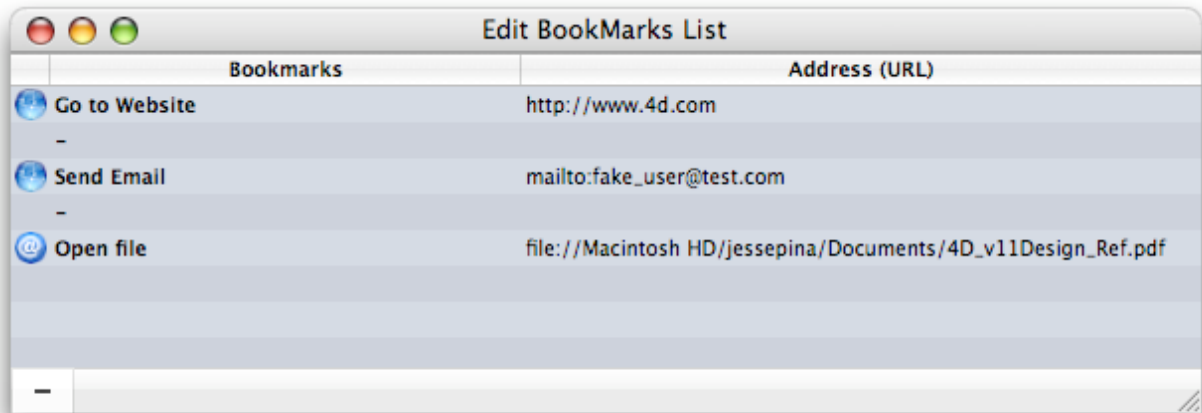 Edit BookMarks List
Bookmarks Address (URL)
Go to Website http://www.4d.com
-
Send Email mailto:fake_user@test.com
-
@ Open file file://Macintosh HD/jessepina/Documents/4D_v11Design_Ref.pdf
-